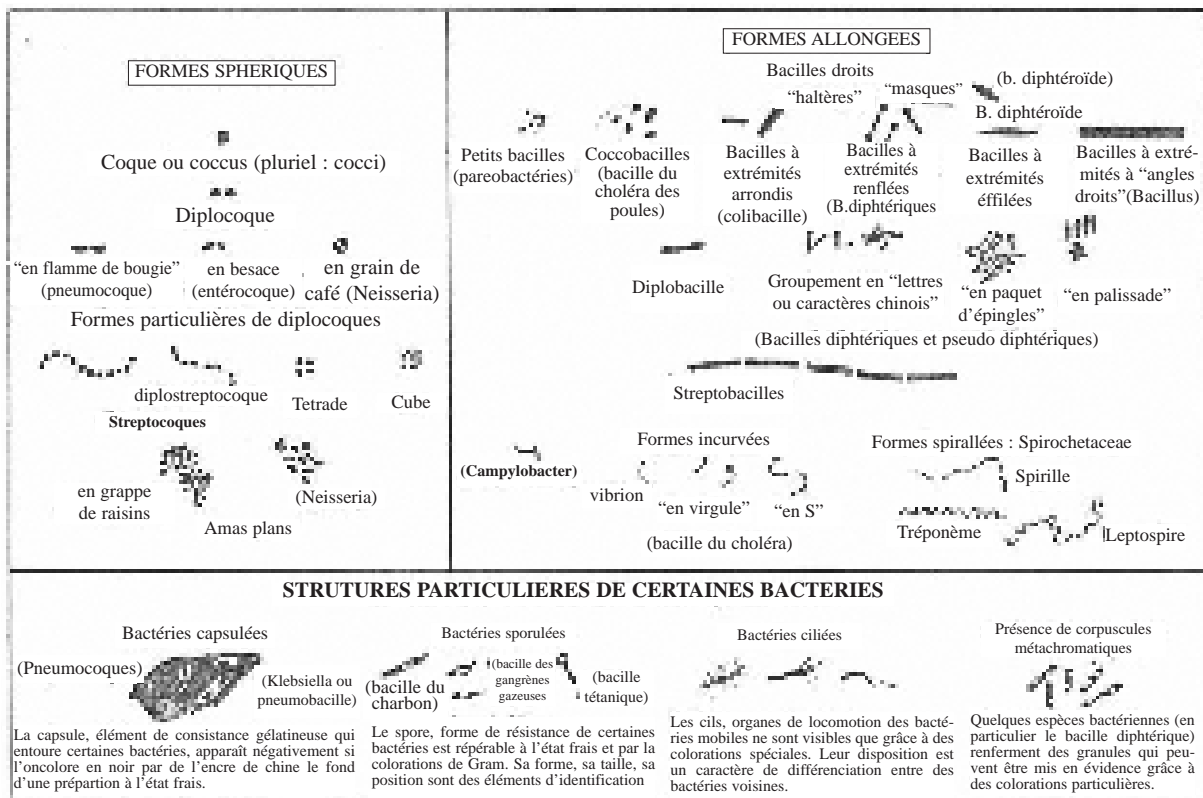 FORMES SPHERIQUES
Coque ou coccus (pluriel : cocci)
Diplocoque
“en flamme de bougie”
(pneumocoque)
en besace
(entérocoque)
en grain de
café (Neisseria)
Formes particulières de diplocoques
diplostreptocoque
Tetrade
Cube
Streptocoques
en grappe
de raisins
(Neisseria)
Amas plans
FORMES ALLONGEES
Bacilles droits
“haltères”
“masques”
(b. diphtéroïde)
B. diphtéroïde
Petits bacilles
(pareobactéries)
Coccobacilles
(bacille du
choléra des
poules)
Bacilles à
extrémités
arrondis
(colibacille)
Bacilles à
extrémités
renflées
(B.diphtériques
Bacilles à
extrémités
éffilées
Bacilles à extré-
mités à “angles
droits”(Bacillus)
Diplobacille
Groupement en “lettres
ou caractères chinois”
“en paquet
d’épingles”
“en palissade”
(Bacilles diphtériques et pseudo diphtériques)
Streptobacilles
(Campylobacter)
Formes incurvées
vibrion
“en virgule”
“en S”
(bacille du choléra)
Formes spirallées : Spirochetaceae
Spirille
Tréponème
Leptospire
STRUTURES PARTICULIERES DE CERTAINES BACTERIES
Bactéries capsulées
(Pneumocoques)
(Klebsiella ou
pneumobacille)
La capsule, élément de consistance gélatineuse qui
entoure certaines bactéries, apparaît négativement si
l’oncolore en noir par de l’encre de chine le fond
d’une prépartion à l’état frais.
Bactéries sporulées
(bacille du
charbon)
(bacille des
gangrènes
gazeuses
(bacille
tétanique)
Le spore, forme de résistance de certaines
bactéries est répérable à l’état frais et par la
colorations de Gram. Sa forme, sa taille, sa
position sont des éléments d’identification
Bactéries ciliées
Les cils, organes de locomotion des bacté-
ries mobiles ne sont visibles que grâce à des
colorations spéciales. Leur disposition est
un caractère de différenciation entre des
bactéries voisines.
Présence de corpuscules
métachromatiques
Quelques espèces bactériennes (en
particulier le bacille diphtérique)
renferment des granules qui peu-
vent être mis en évidence grâce à
des colorations particulières.